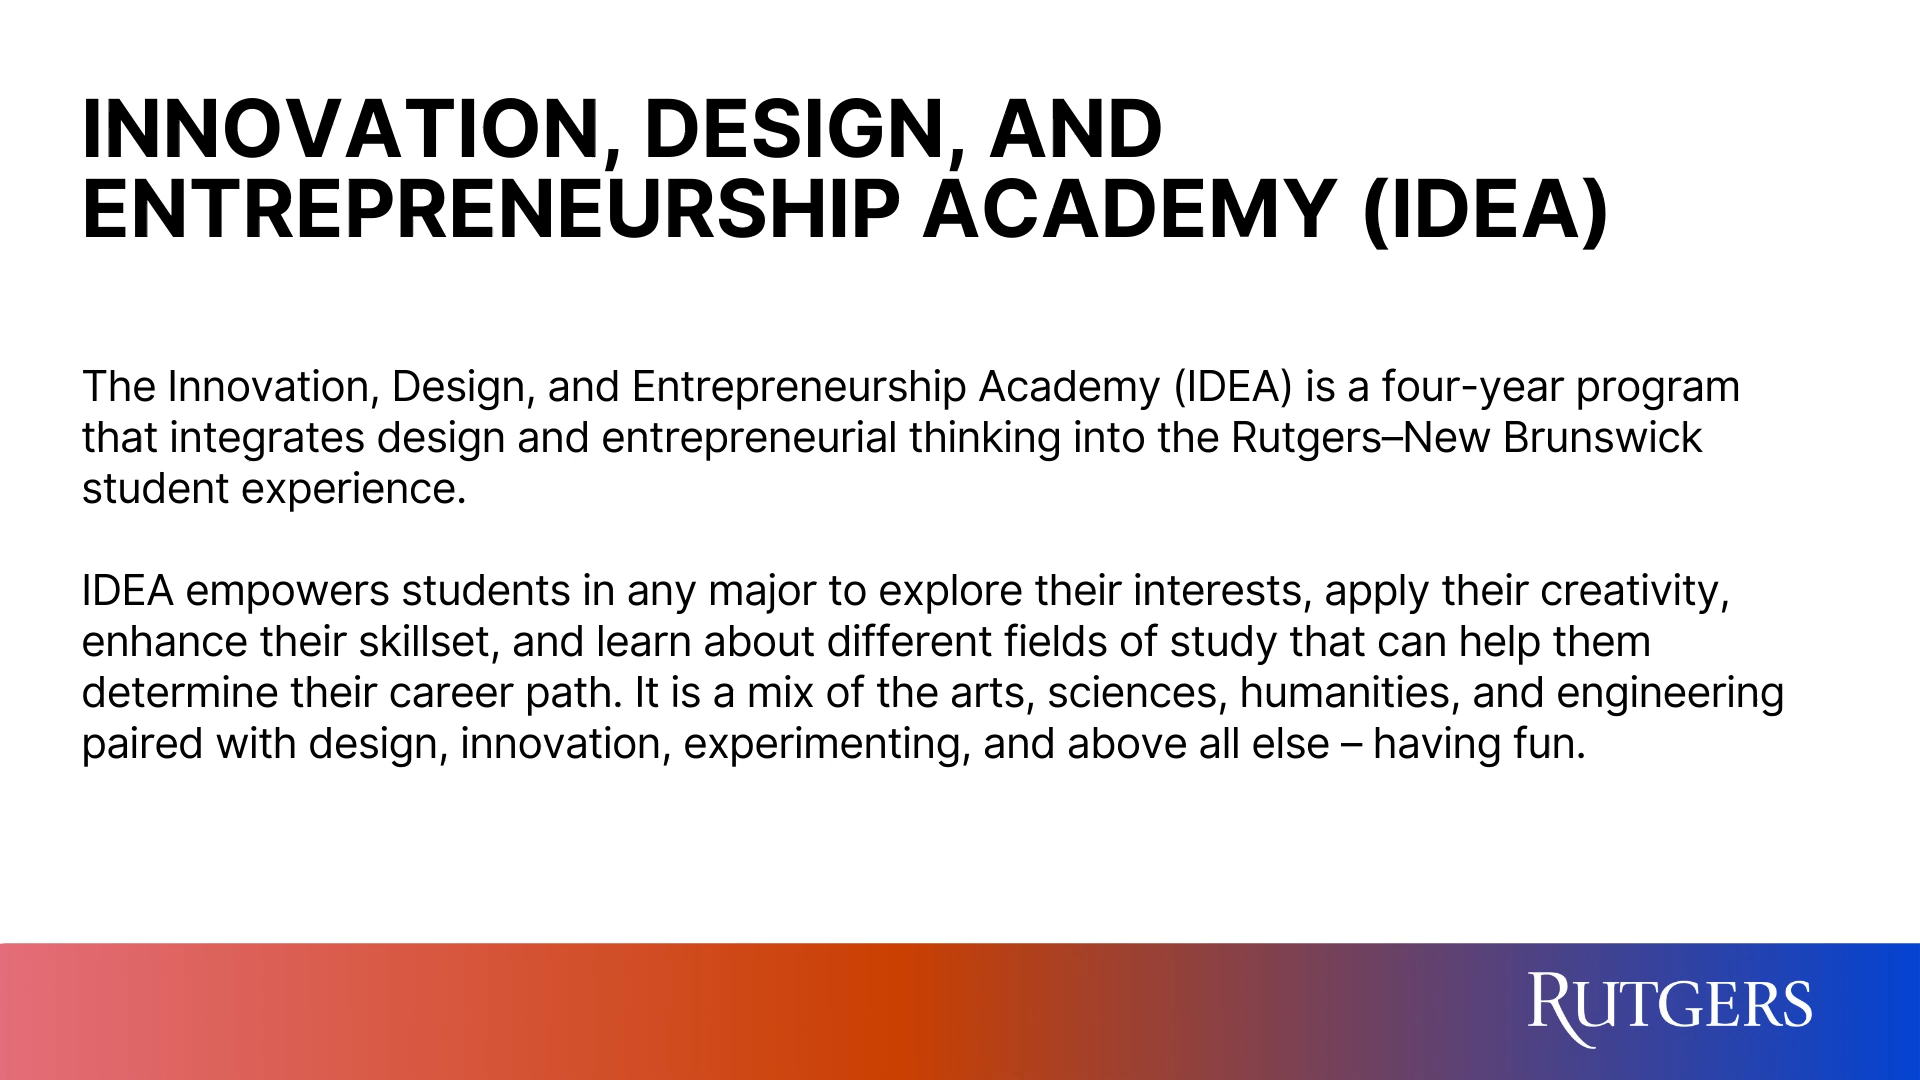 INNOVATION, DESIGN, AND
ENTREPRENEURSHIP ACADEMY (IDEA)
The Innovation, Design, and Entrepreneurship Academy (IDEA) is a four-year program
that integrates design and entrepreneurial thinking into the Rutgers–New Brunswick
student experience.
IDEA empowers students in any major to explore their interests, apply their creativity,
enhance their skillset, and learn about different fields of study that can help them
determine their career path. It is a mix of the arts, sciences, humanities, and engineering
paired with design, innovation, experimenting, and above all else – having fun.
RUTGERS